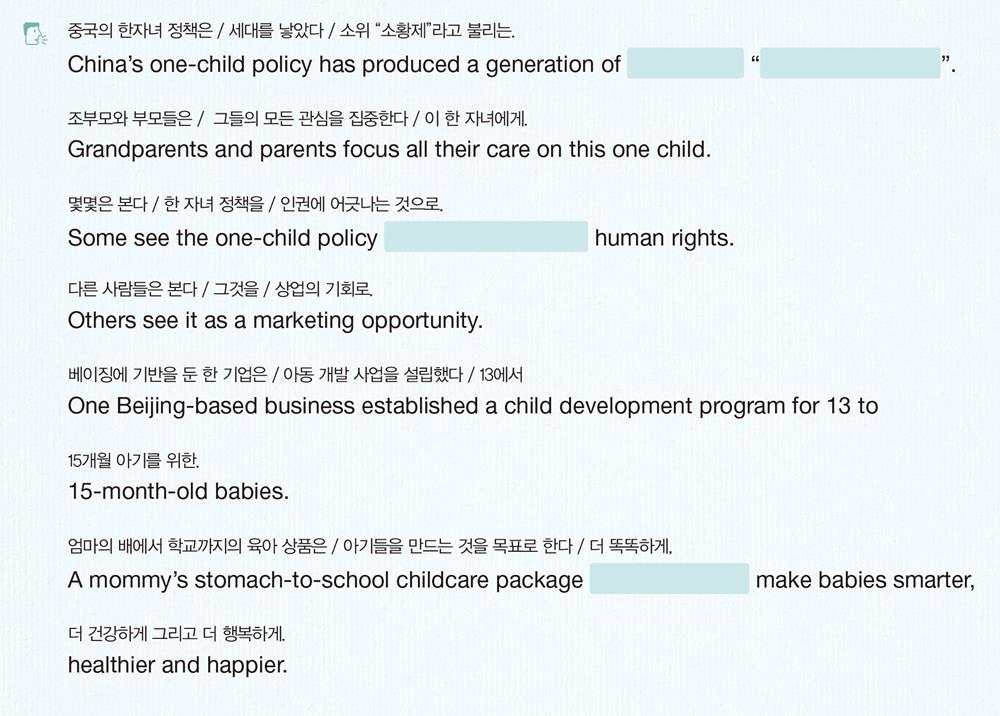 중국의 한자녀 정책은 / 세대를 낳았다 / 소위 “소황제”라고 불리는.
China’s one-child policy has produced a generation of “ ”.
조부모와 부모들은 / 그들의 모든 관심을 집중한다 / 이 한 자녀에게.
Grandparents and parents focus all their care on this one child.
몇몇은 본다 / 한 자녀 정책을 / 인권에 어긋나는 것으로.
Some see the one-child policy human rights.
다른 사람들은 본다 / 그것을 / 상업의 기회로.
Others see it as a marketing opportunity.
베이징에 기반을 둔 한 기업은 / 아동 개발 사업을 설립했다 / 13에서
One Beijing-based business established a child development program for 13 to
15개월 아기를 위한.
15-month-old babies.
엄마의 배에서 학교까지의 육아 상품은 / 아기들을 만드는 것을 목표로 한다 / 더 똑똑하게,
A mommy’s stomach-to-school childcare package make babies smarter,
더 건강하게 그리고 더 행복하게.
healthier and happier.